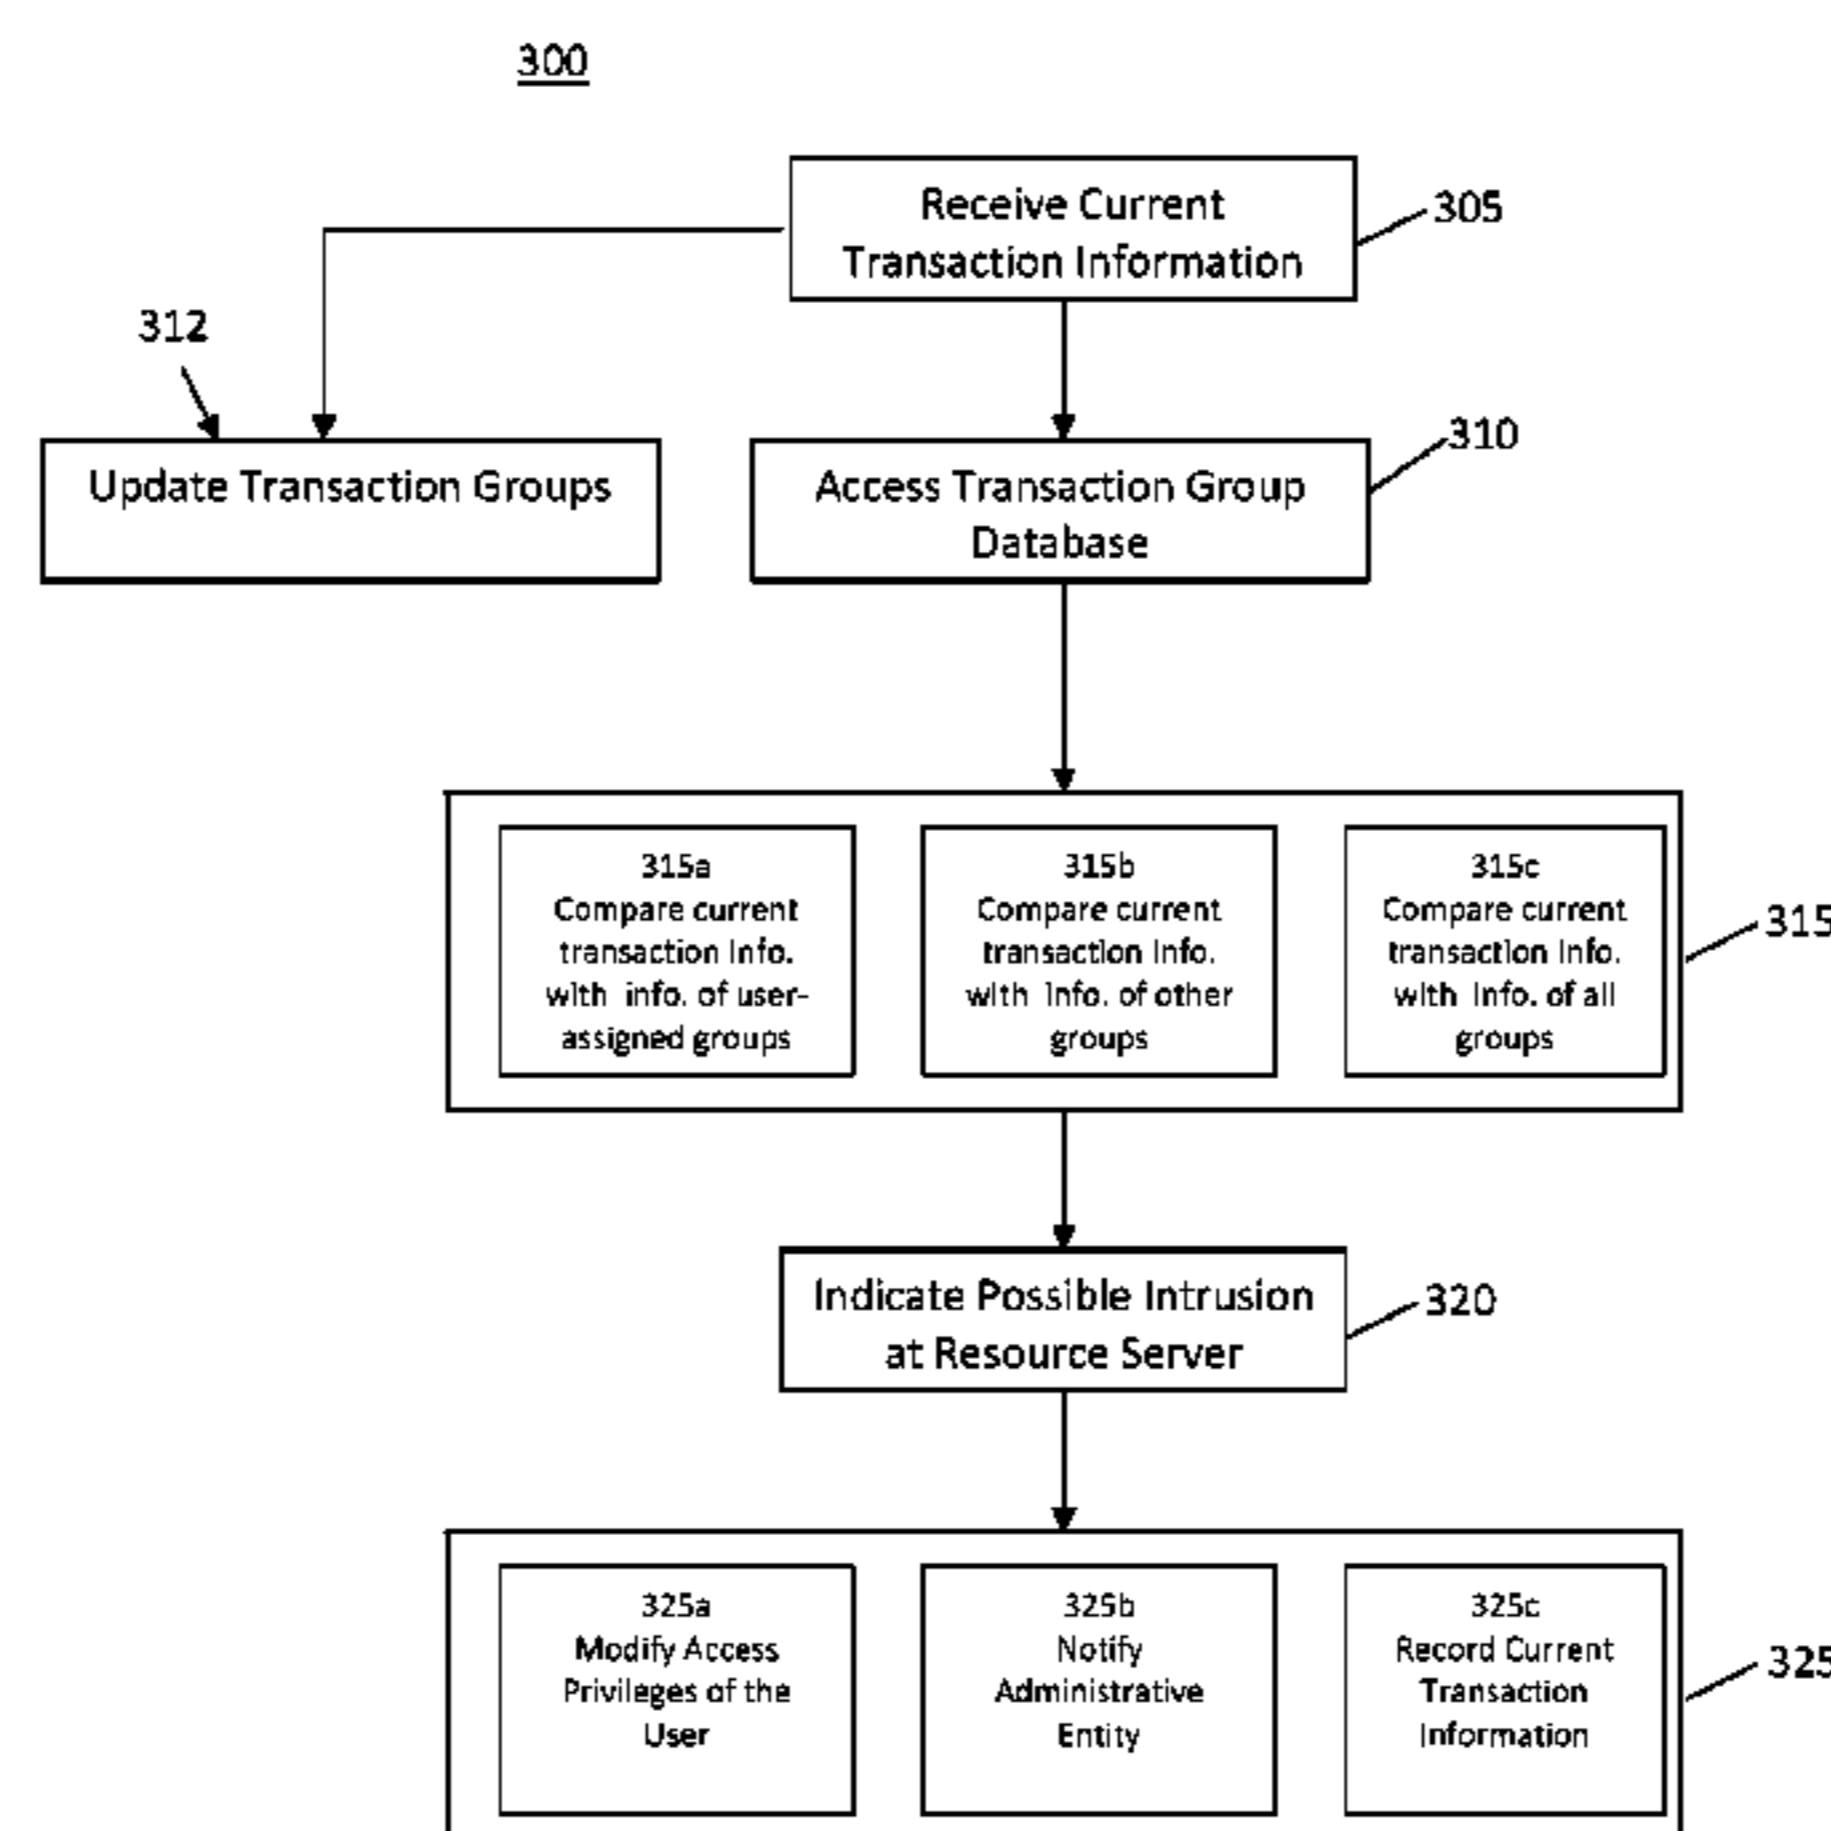 300
Receive Current
Transaction Information
305
312
Update Transaction Groups
Access Transaction Group
Database
310
315a
Compare current
transaction Info.
with info. of user-
assigned groups
315b
Compare current
transaction Info.
with Info. of other
groups
315c
Compare current
transaction Info.
with Info. of all
groups
315
Indicate Possible Intrusion
at Resource Server
320
325a
Modify Access
Privileges of the
User
325b
Notify
Administrative
Entity
325c
Record Current
Transaction
Information
325